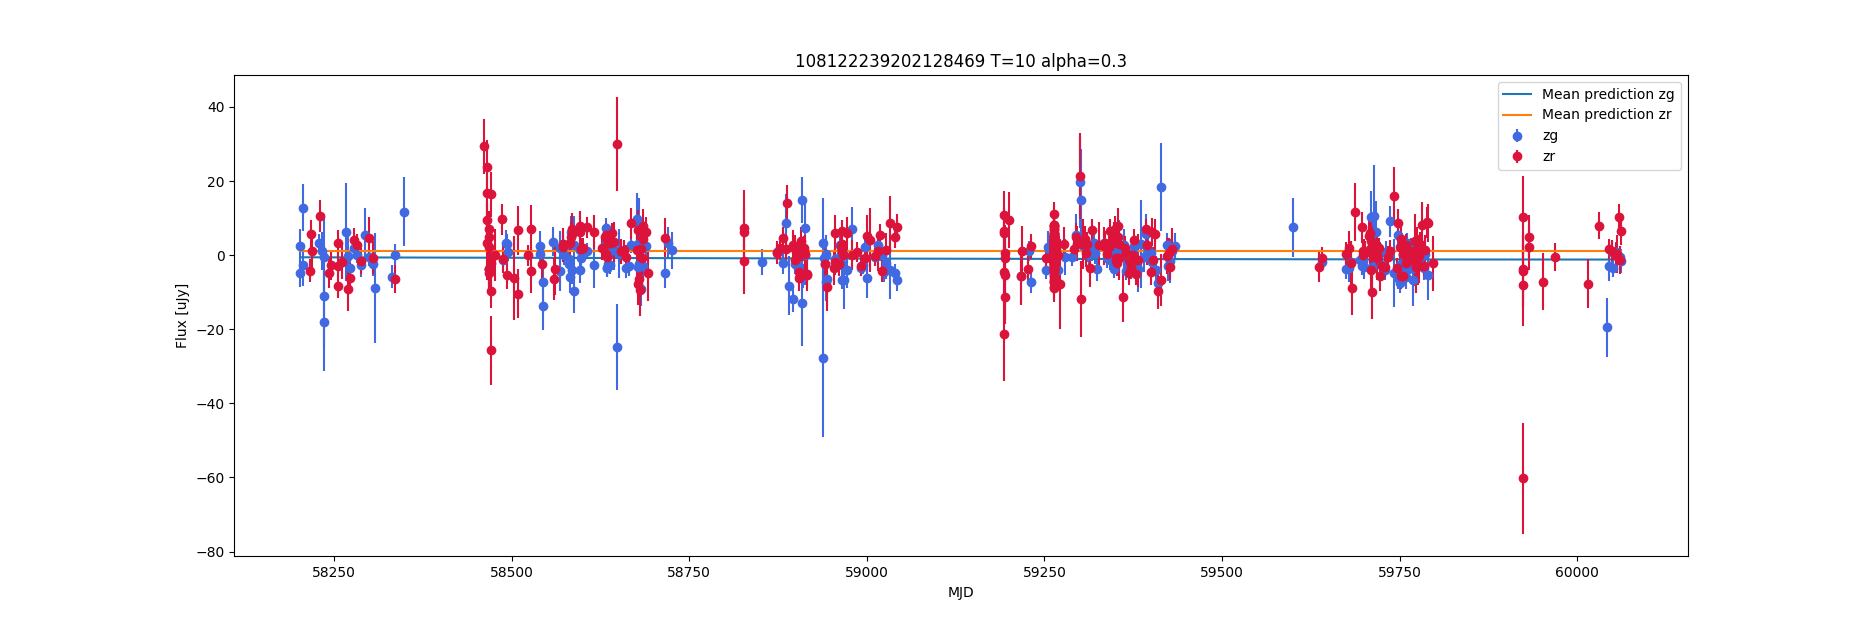 108122239202128469 T=10 alpha=0.3
Mean prediction zg
Mean prediction zr
zg
zr
Flux [uJy]
40
20
0
−20
−40
−60
−80
58250 58500 58750 59000 59250 59500 59750 60000
MJD